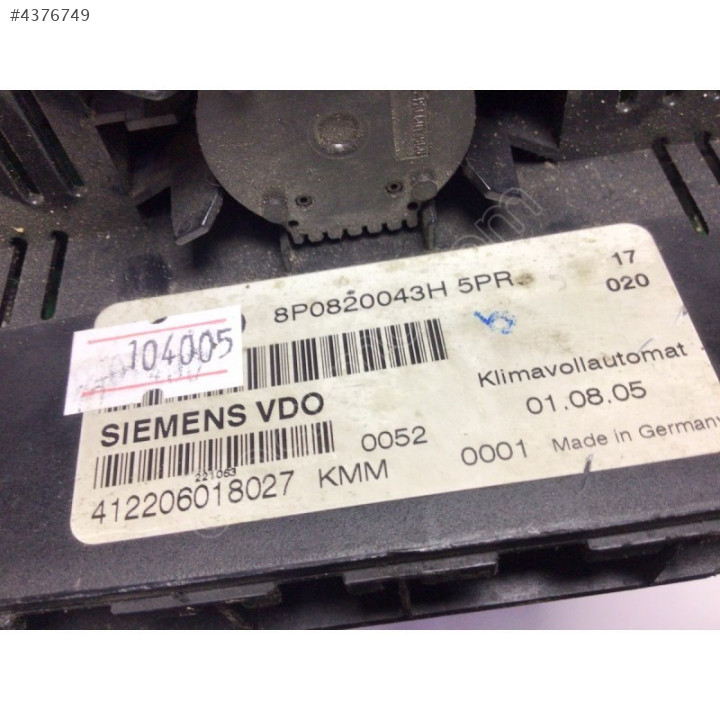 #4376749
8P0820043H 5PR
17
020
104005
Klimavollautomat
01.08.05
SIEMENS VDO
0052
0001 Made in Germany
221063
412206018027 KMM